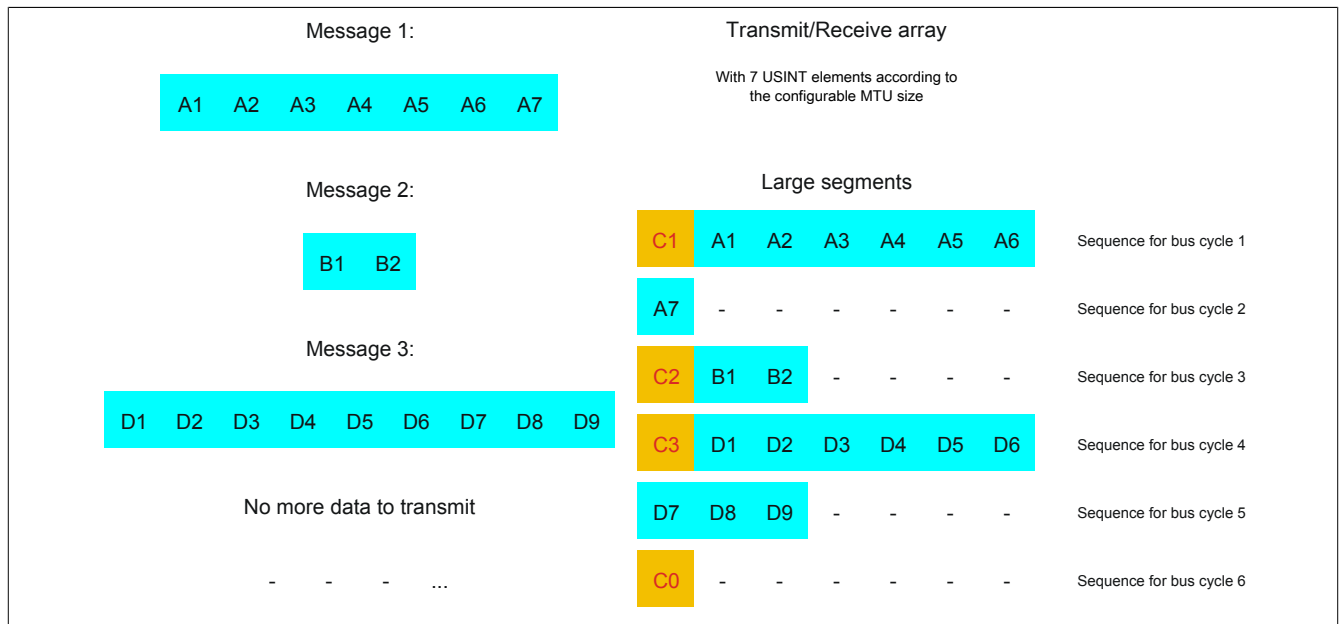 Message 1:
A1 A2 A3 A4 A5 A6 A7
Message 2:
B1 B2
Message 3:
D1 D2 D3 D4 D5 D6 D7 D8 D9
No more data to transmit
- - - ...
Transmit/Receive array
With 7 USINT elements according to
the configurable MTU size
Large segments
C1 A1 A2 A3 A4 A5 A6 Sequence for bus cycle 1
A7 - - - - - - Sequence for bus cycle 2
C2 B1 B2 - - - - Sequence for bus cycle 3
C3 D1 D2 D3 D4 D5 D6 Sequence for bus cycle 4
D7 D8 D9 - - - - Sequence for bus cycle 5
C0 - - - - - - Sequence for bus cycle 6